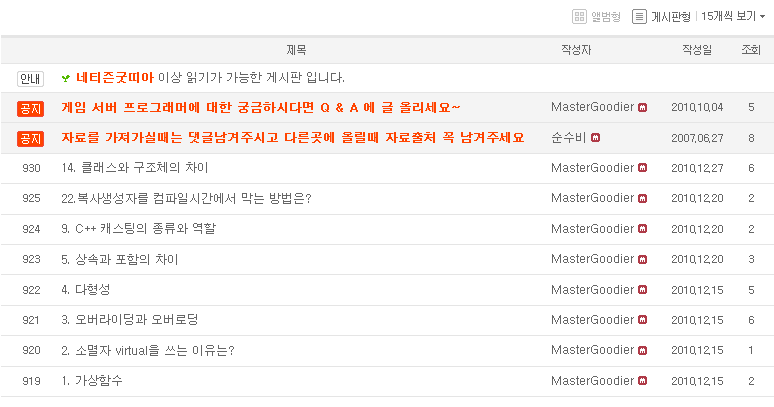 앨범형 게시판형 15개씩 보기
제목 작성자 작성일 조회
안내 네티즌굿띠아 이상 읽기가 가능한 게시판 입니다.
공지 게임 서버 프로그래머에 대한 궁금하시다면 Q & A 에 글 올리세요~ MasterGoodier 2010.10.04 5
공지 자료를 가져가실때는 댓글남겨주시고 다른곳에 올릴때 자료출처 꼭 남겨주세요 순수비 2007.06.27 8
930 14. 클래스와 구조체의 차이 MasterGoodier 2010.12.27 6
925 22.복사생성자를 컴파일시간에서 막는 방법은? MasterGoodier 2010.12.20 2
924 9. C++ 캐스팅의 종류와 역할 MasterGoodier 2010.12.20 2
923 5. 상속과 포함의 차이 MasterGoodier 2010.12.20 3
922 4. 다형성 MasterGoodier 2010.12.15 5
921 3. 오버라이딩과 오버로딩 MasterGoodier 2010.12.15 6
920 2. 소멸자 virtual을 쓰는 이유는? MasterGoodier 2010.12.15 1
919 1. 가상함수 MasterGoodier 2010.12.15 2